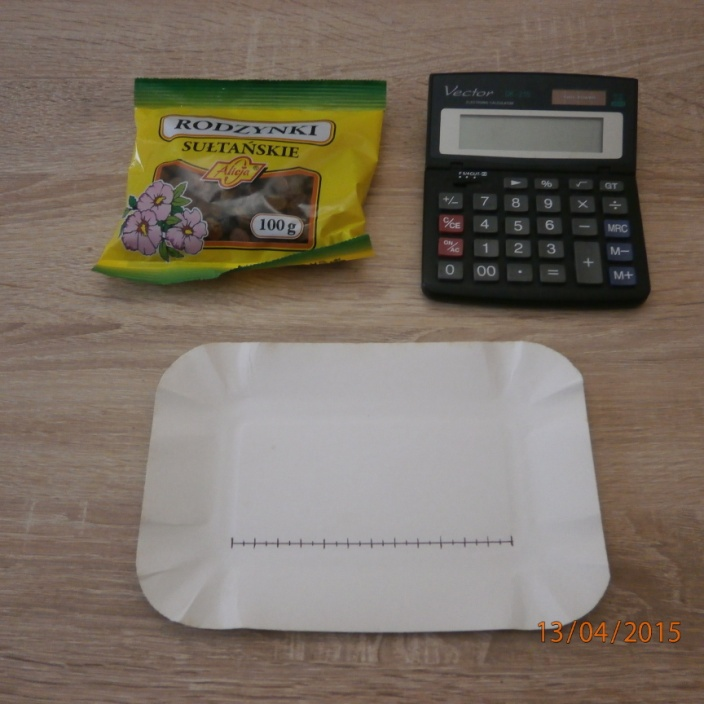 RODZYNKI
SUŁTAŃSKIE
Alieja
100 g
Vector
% √ GT
+/- 7 8 9 × ÷
C/CE 4 5 6 − MRC
ON/AC 1 2 3 + M−
0 00 · = M+
13/04/2015